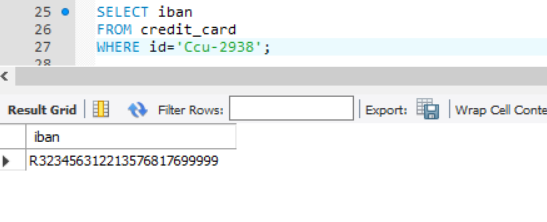 25 SELECT iban
26 FROM credit_card
27 WHERE id='Ccu-2938';
28
Result Grid Filter Rows: Export: Wrap Cell Conte
iban
R323456312213576817699999